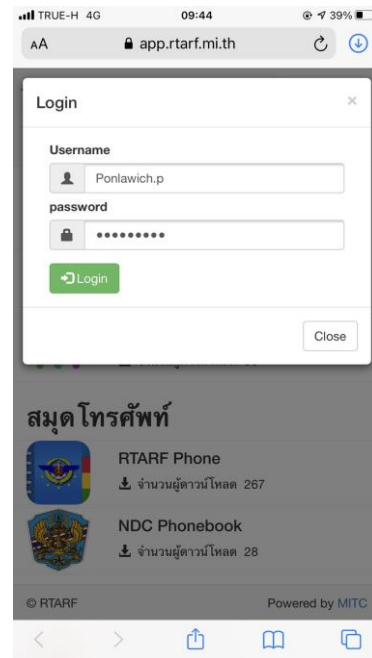 TRUE-H 4G 09:44 39%
AA app.rtarf.mi.th
Login ×
Username
Ponlawich.p
password
•••••••••
Login
Close
สมุดโทรศัพท์
RTARF Phone
จำนวนผู้ดาวน์โหลด 267
NDC Phonebook
จำนวนผู้ดาวน์โหลด 28
© RTARF Powered by MITC